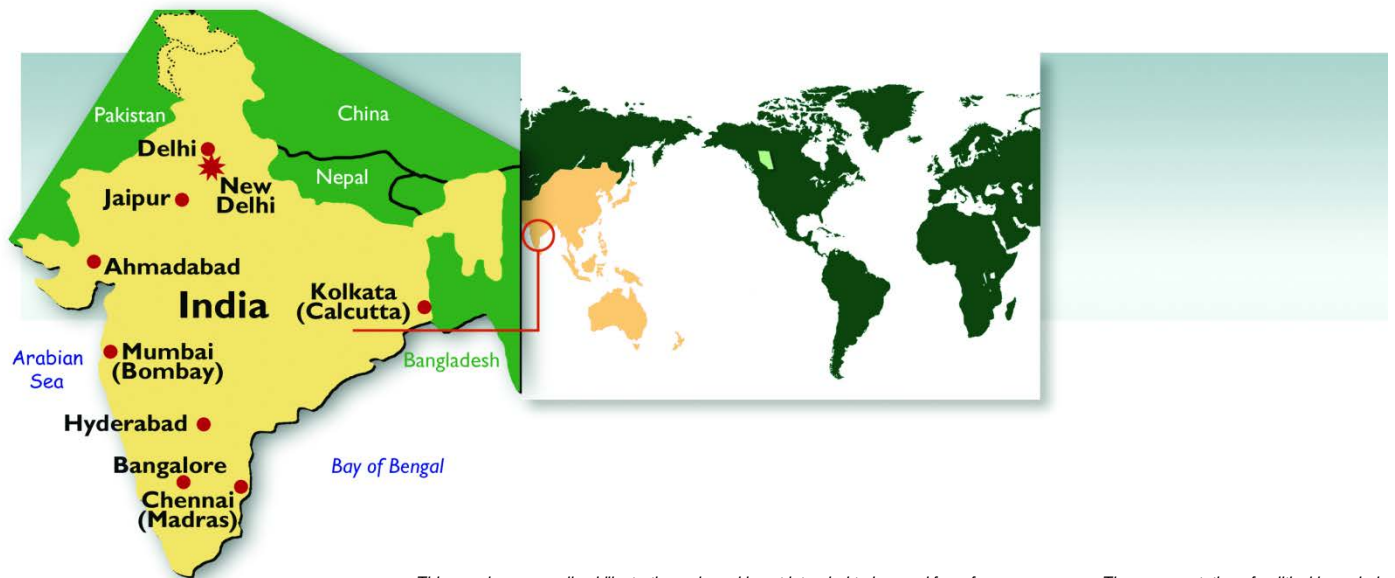 Pakistan
China
Delhi
Nepal
New
Delhi
Jaipur
Ahmadabad
India
Kolkata
(Calcutta)
Arabian
Sea
Mumbai
(Bombay)
Bangladesh
Hyderabad
Bay of Bengal
Bangalore
Chennai
(Madras)